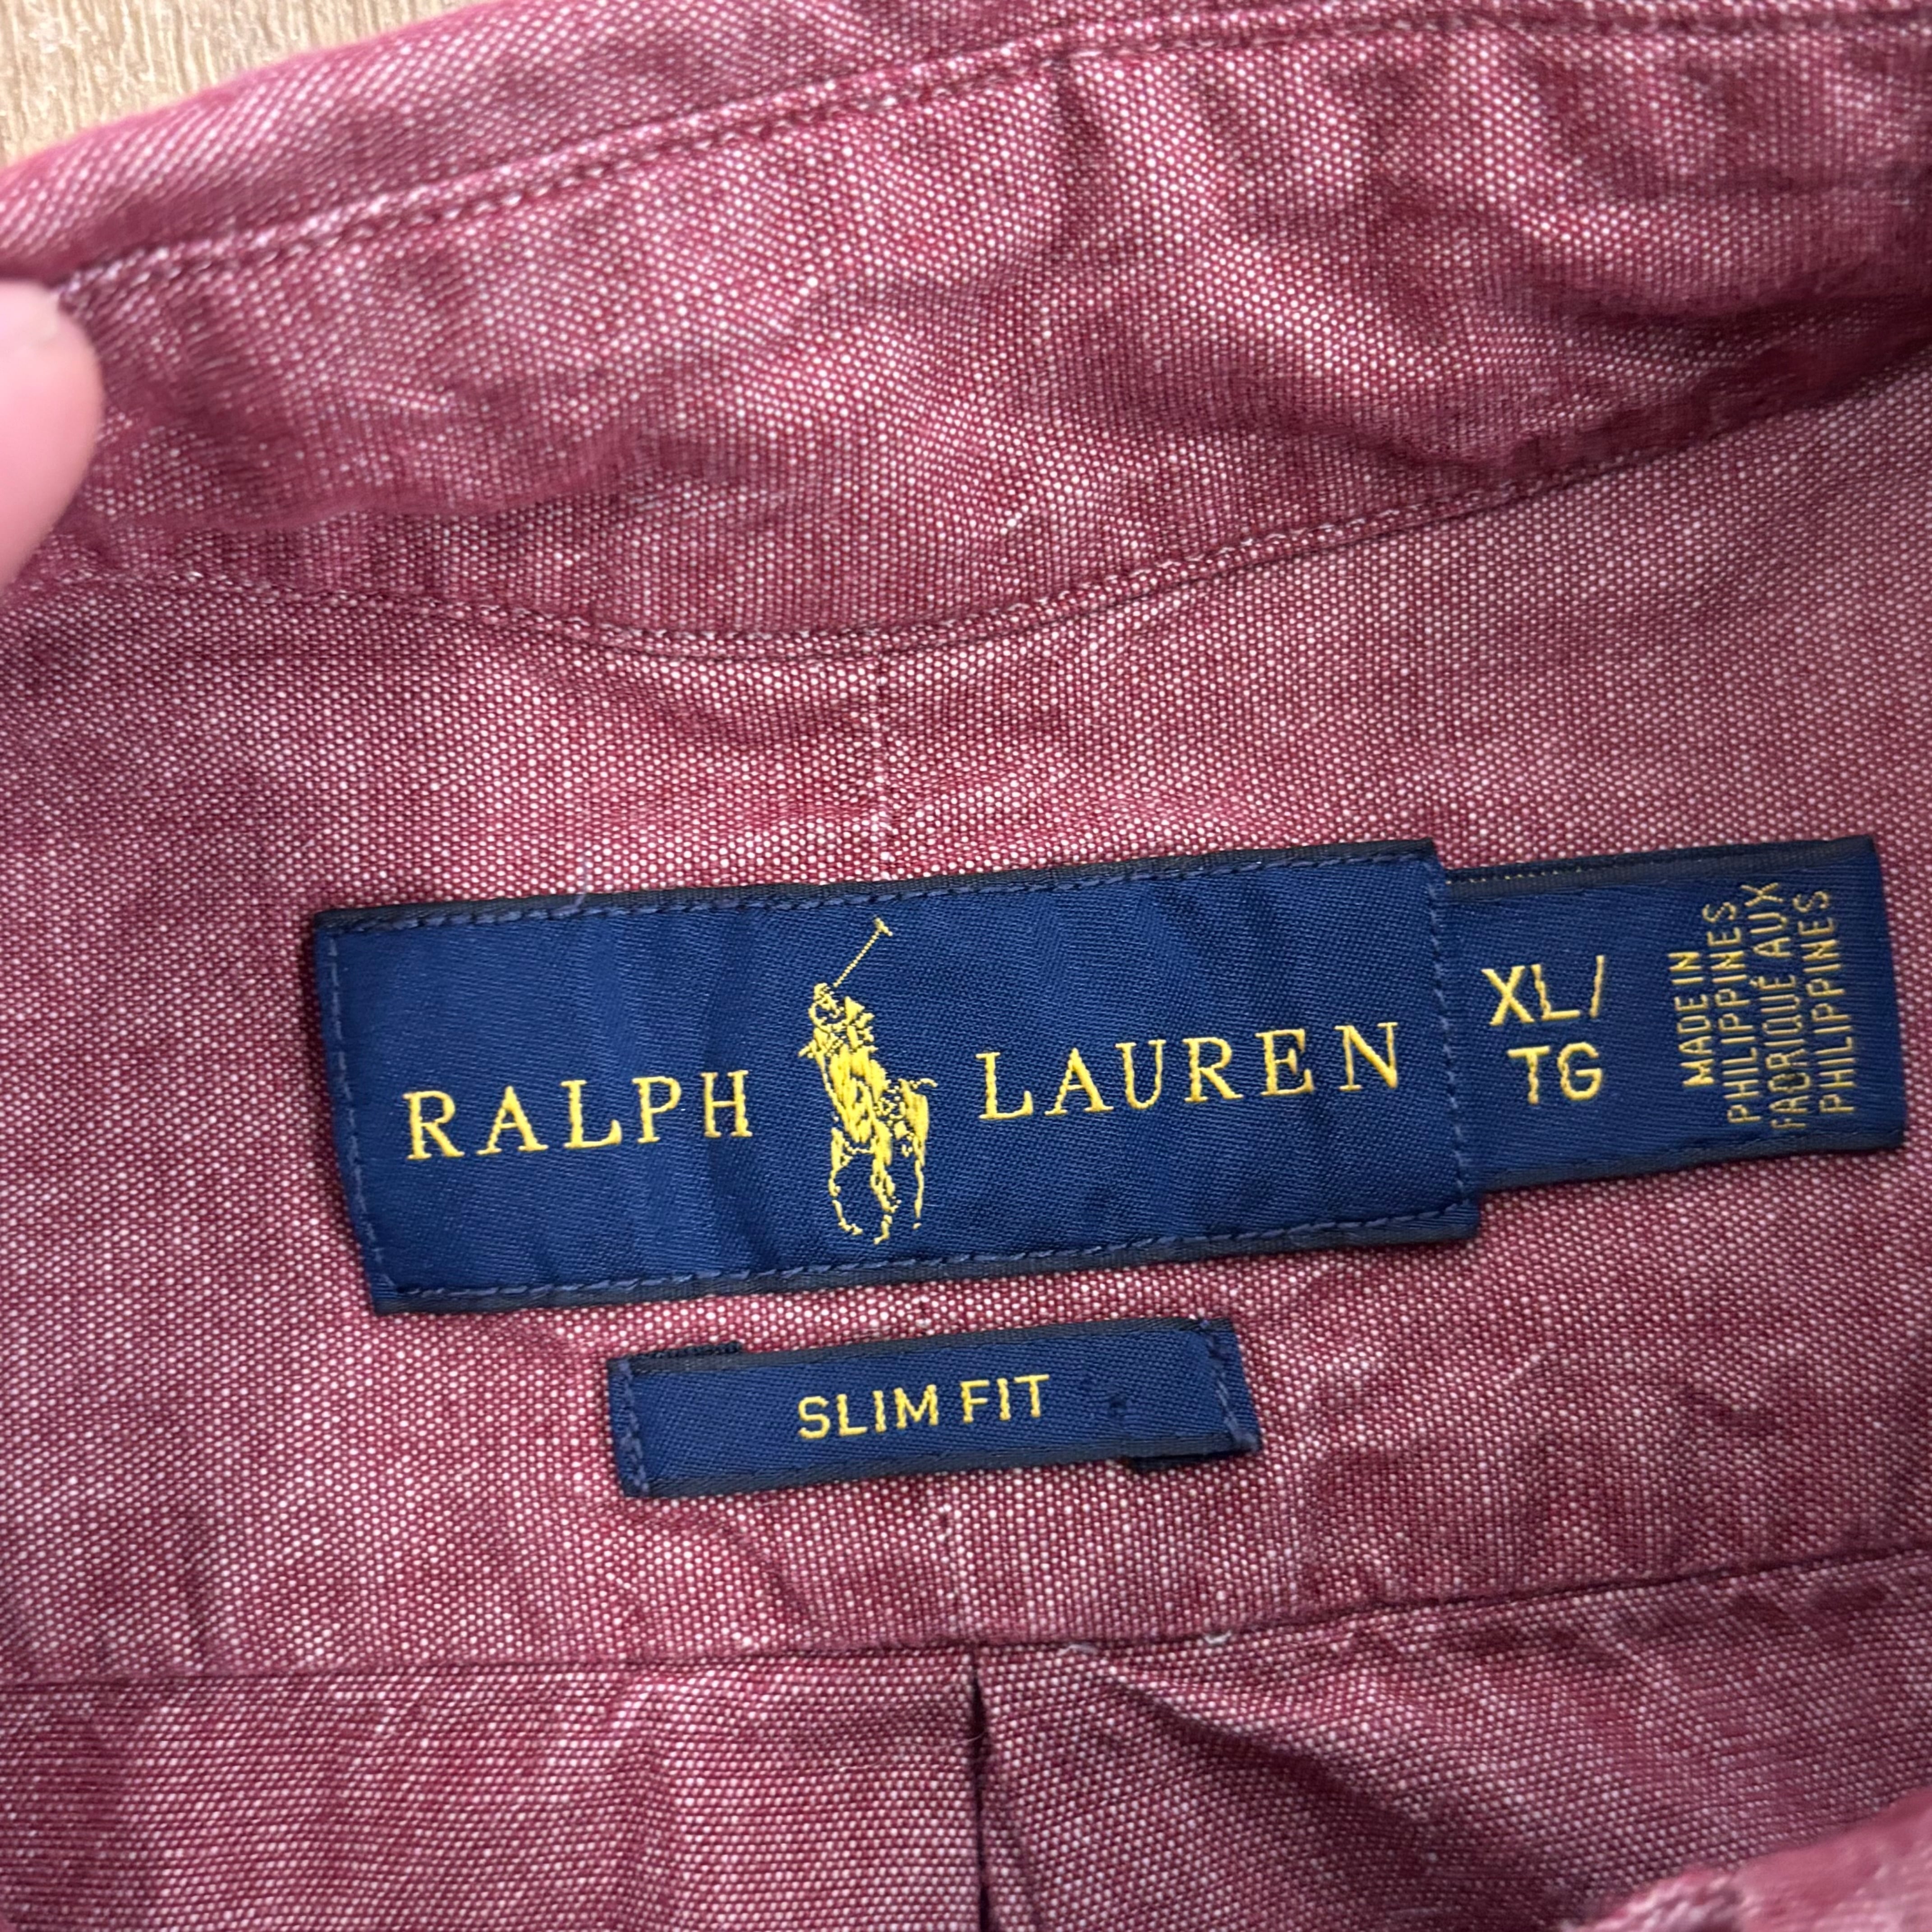 RALPH LAUREN
XL/
TG
MADE IN
PHILIPPINES
FABRIQUÉ AUX
PHILIPPINES
SLIM FIT